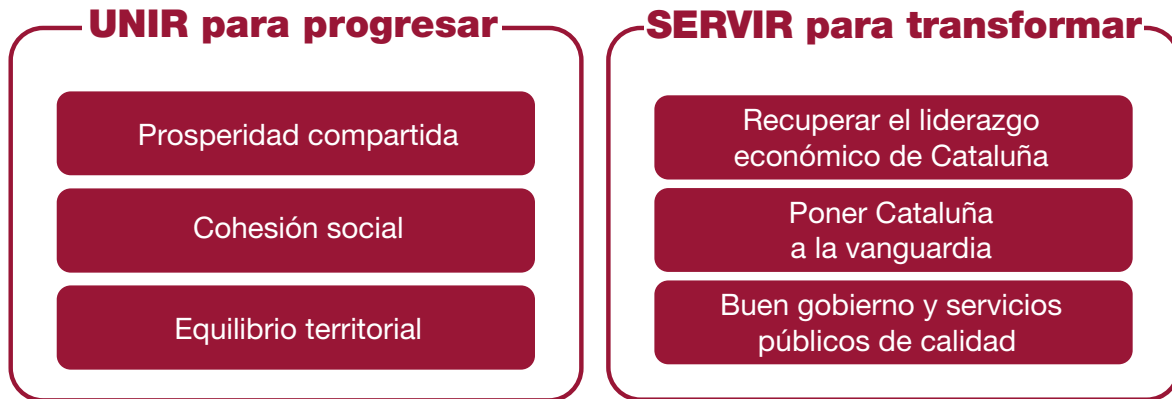 UNIR para progresar
Prosperidad compartida
Cohesión social
Equilibrio territorial
SERVIR para transformar
Recuperar el liderazgo
económico de Cataluña
Poner Cataluña
a la vanguardia
Buen gobierno y servicios
públicos de calidad